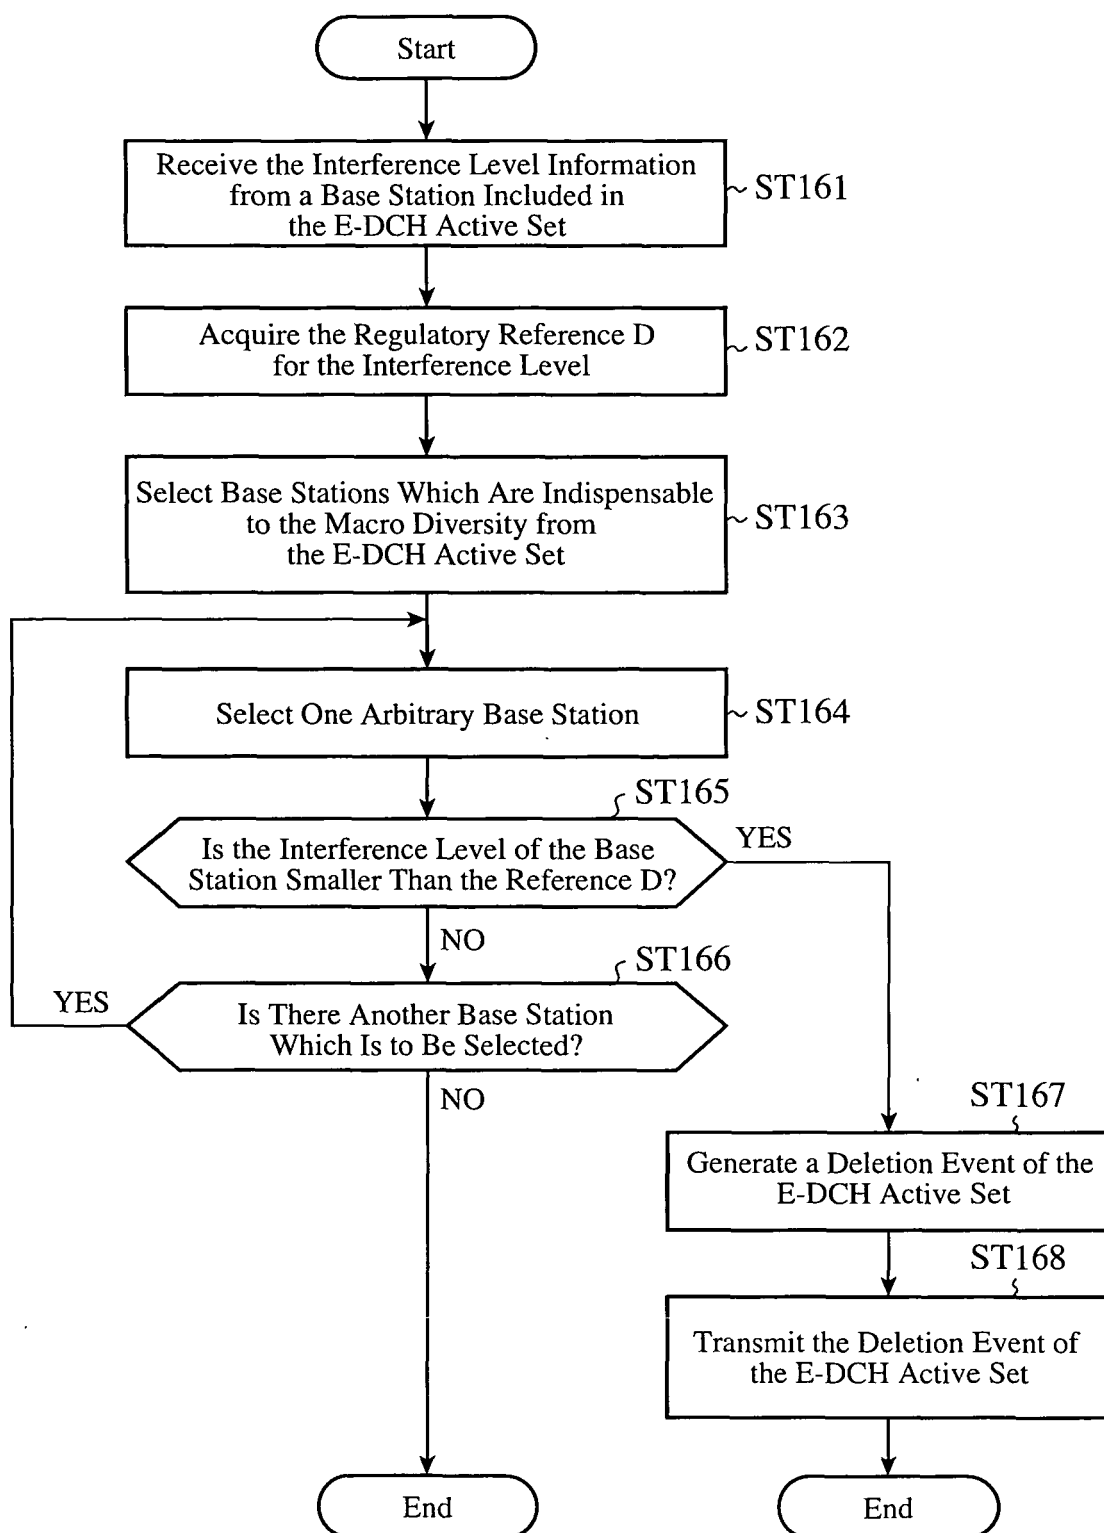 Start
Receive the Interference Level Information
from a Base Station Included in
the E-DCH Active Set
ST161
Acquire the Regulatory Reference D
for the Interference Level
ST162
Select Base Stations Which Are Indispensable
to the Macro Diversity from
the E-DCH Active Set
ST163
Select One Arbitrary Base Station
ST164
ST165
Is the Interference Level of the Base
Station Smaller Than the Reference D?
YES
NO
ST166
Is There Another Base Station
Which Is to Be Selected?
YES
NO
ST167
Generate a Deletion Event of the
E-DCH Active Set
ST168
Transmit the Deletion Event of
the E-DCH Active Set
End
End